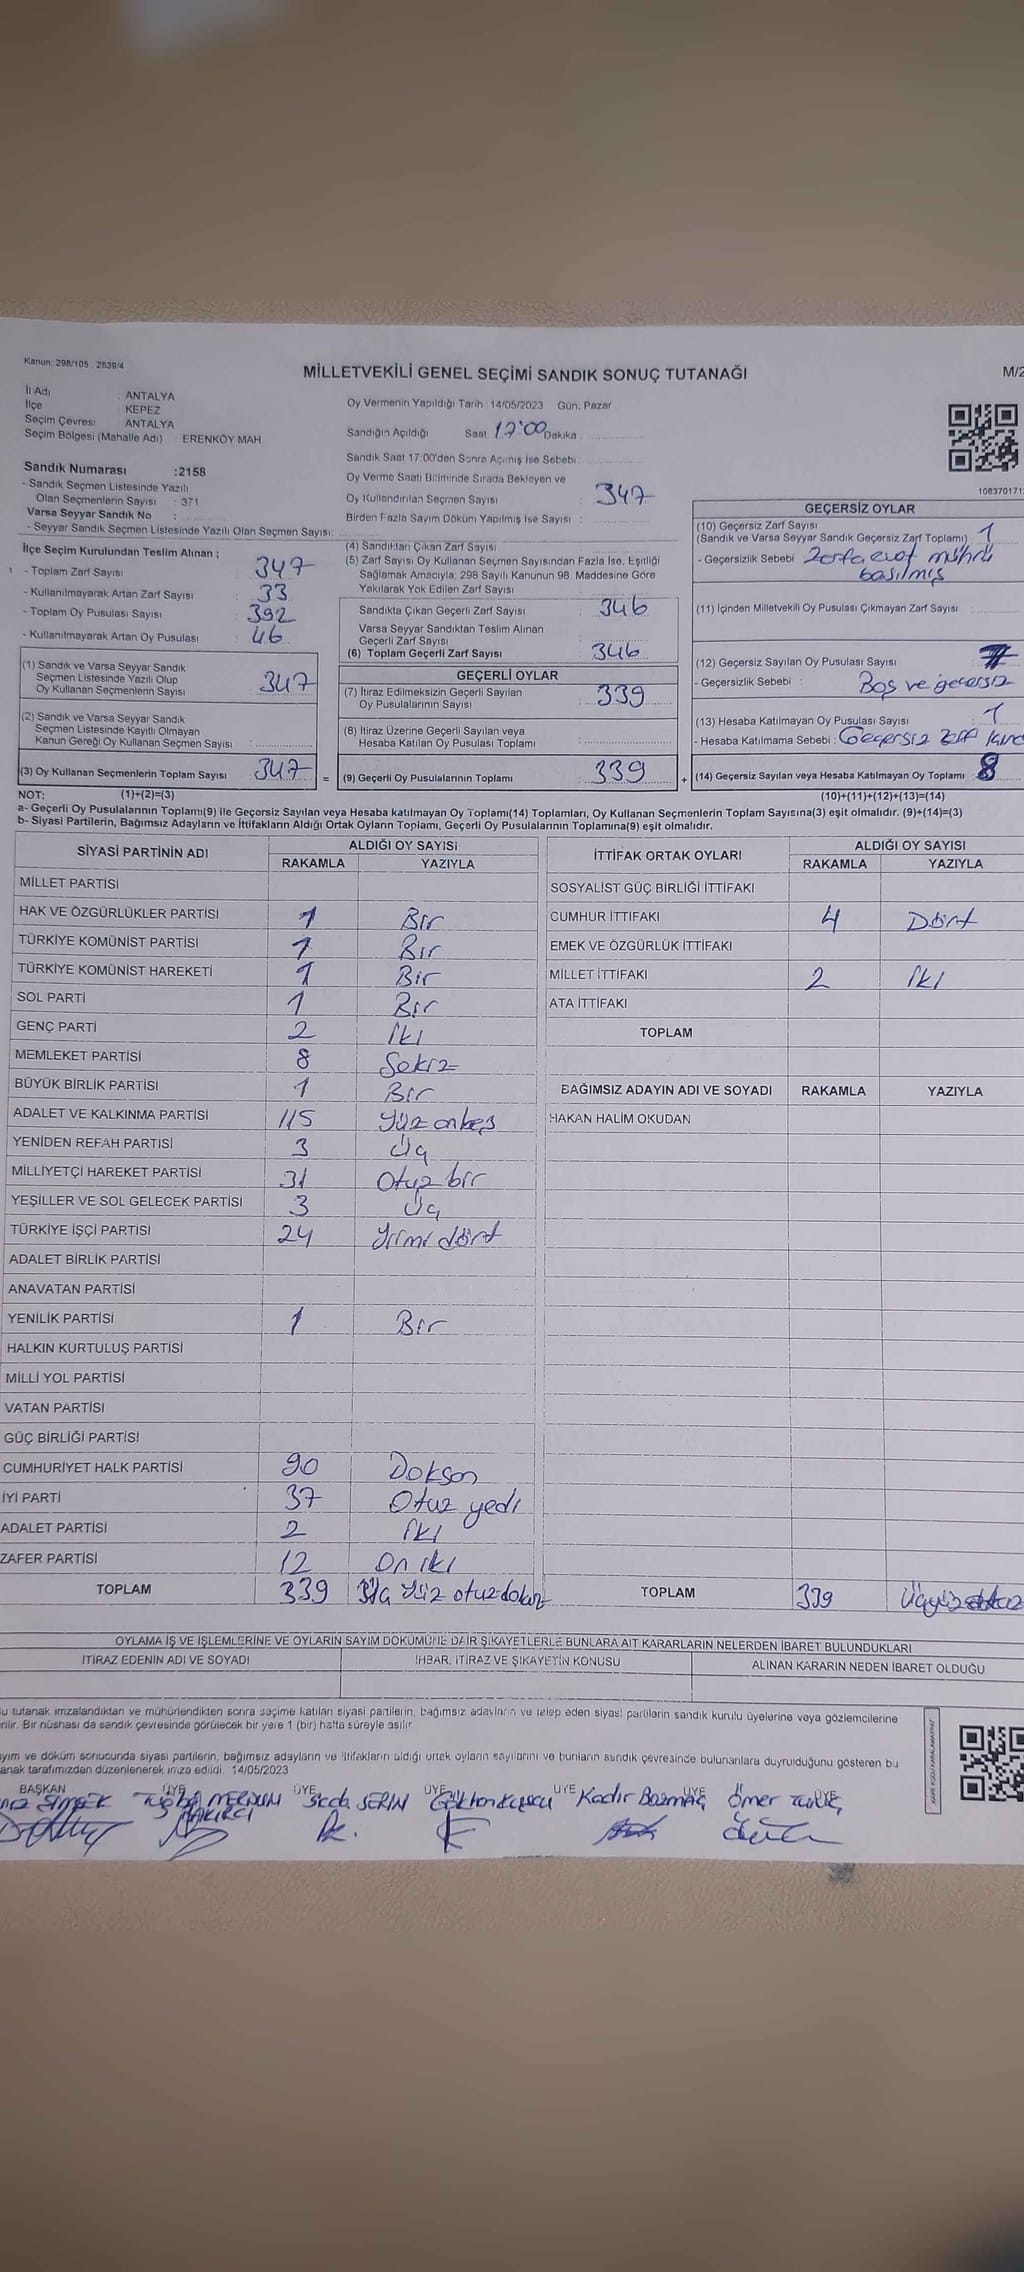 Kanun: 298/105 2839/4
MİLLETVEKİLİ GENEL SEÇİMİ SANDIK SONUÇ TUTANAĞI
M/2
İl Adı : ANTALYA
İlçe KEPEZ
Seçim Çevresi ANTALYA
Seçim Bölgesi (Mahalle Adı) : ERENKÖY MAH.
Oy Vermenin Yapıldığı Tarih : 14/05/2023 Gün: Pazar
Sandığın Açıldığı Saat 17:00 Dakika
Sandık Saat 17:00'den Sonra Açılmış İse Sebebi :
Oy Verme Saati Bitiminde Sırada Bekleyen ve
Oy Kullandırılan Seçmen Sayısı : 347
Birden Fazla Sayım Döküm Yapılmış İse Sayısı :
Sandık Numarası :2158
- Sandık Seçmen Listesinde Yazılı
Olan Seçmenlerin Sayısı : 371
Varsa Seyyar Sandık No :
- Seyyar Sandık Seçmen Listesinde Yazılı Olan Seçmen Sayısı:
108370171
İlçe Seçim Kurulundan Teslim Alınan ;
- Toplam Zarf Sayısı : 347
- Kullanılmayarak Artan Zarf Sayısı : 33
- Toplam Oy Pusulası Sayısı : 392
- Kullanılmayarak Artan Oy Pusulası : 46
(1) Sandık ve Varsa Seyyar Sandık
Seçmen Listesinde Yazılı Olup
Oy Kullanan Seçmenlerin Sayısı : 347
(2) Sandık ve Varsa Seyyar Sandık
Seçmen Listesinde Kayıtlı Olmayan
Kanun Gereği Oy Kullanan Seçmen Sayısı :
(3) Oy Kullanan Seçmenlerin Toplam Sayısı : 347 =
(4) Sandıktan Çıkan Zarf Sayısı
(5) Zarf Sayısı Oy Kullanan Seçmen Sayısından Fazla İse, Eşitliği
Sağlamak Amacıyla; 298 Sayılı Kanunun 98. Maddesine Göre
Yakılarak Yok Edilen Zarf Sayısı
Sandıkta Çıkan Geçerli Zarf Sayısı : 346
Varsa Seyyar Sandıktan Teslim Alınan
Geçerli Zarf Sayısı
(6) Toplam Geçerli Zarf Sayısı : 346
GEÇERLİ OYLAR
(7) İtiraz Edilmeksizin Geçerli Sayılan
Oy Pusulalarının Sayısı : 339
(8) İtiraz Üzerine Geçerli Sayılan veya
Hesaba Katılan Oy Pusulası Toplamı :
(9) Geçerli Oy Pusulalarının Toplamı : 339 +
GEÇERSİZ OYLAR
(10) Geçersiz Zarf Sayısı
(Sandık ve Varsa Seyyar Sandık Geçersiz Zarf Toplamı) : 1
- Geçersizlik Sebebi : Zarfa evet mührü
basılmış
(11) İçinden Milletvekili Oy Pusulası Çıkmayan Zarf Sayısı :
(12) Geçersiz Sayılan Oy Pusulası Sayısı :
- Geçersizlik Sebebi : Boş ve geçersiz
(13) Hesaba Katılmayan Oy Pusulası Sayısı : 1
- Hesaba Katılmama Sebebi : Geçersiz zarf
(14) Geçersiz Sayılan veya Hesaba Katılmayan Oy Toplamı : 8
NOT: (1)+(2)=(3)
(10)+(11)+(12)+(13)=(14)
a- Geçerli Oy Pusulalarının Toplamı(9) ile Geçersiz Sayılan veya Hesaba katılmayan Oy Toplamı(14) Toplamları, Oy Kullanan Seçmenlerin Toplam Sayısına(3) eşit olmalıdır. (9)+(14)=(3)
b- Siyasi Partilerin, Bağımsız Adayların ve İttifakların Aldığı Ortak Oyların Toplamı, Geçerli Oy Pusulalarının Toplamına(9) eşit olmalıdır.
SİYASİ PARTİNİN ADI ALDIĞI OY SAYISI
RAKAMLA YAZIYLA
MİLLET PARTİSİ
HAK VE ÖZGÜRLÜKLER PARTİSİ 1 Bir
TÜRKİYE KOMÜNİST PARTİSİ 1 Bir
TÜRKİYE KOMÜNİST HAREKETİ 1 Bir
SOL PARTİ 1 Bir
GENÇ PARTİ 2 İki
MEMLEKET PARTİSİ 8 Sekiz
BÜYÜK BİRLİK PARTİSİ 1 Bir
ADALET VE KALKINMA PARTİSİ 115 Yüz onbeş
YENİDEN REFAH PARTİSİ 3 Üç
MİLLİYETÇİ HAREKET PARTİSİ 31 Otuz bir
YEŞİLLER VE SOL GELECEK PARTİSİ 3 Üç
TÜRKİYE İŞÇİ PARTİSİ 24 Yirmi dört
ADALET BİRLİK PARTİSİ
ANAVATAN PARTİSİ
YENİLİK PARTİSİ 1 Bir
HALKIN KURTULUŞ PARTİSİ
MİLLİ YOL PARTİSİ
VATAN PARTİSİ
GÜÇ BİRLİĞİ PARTİSİ
CUMHURİYET HALK PARTİSİ 90 Doksan
İYİ PARTİ 37 Otuz yedi
ADALET PARTİSİ 2 İki
ZAFER PARTİSİ 12 On iki
TOPLAM 339 Üç Yüz otuz dokuz
İTTİFAK ORTAK OYLARI ALDIĞI OY SAYISI
RAKAMLA YAZIYLA
SOSYALİST GÜÇ BİRLİĞİ İTTİFAKI
CUMHUR İTTİFAKI 4 Dört
EMEK VE ÖZGÜRLÜK İTTİFAKI
MİLLET İTTİFAKI 2 İki
ATA İTTİFAKI
TOPLAM
BAĞIMSIZ ADAYIN ADI VE SOYADI RAKAMLA YAZIYLA
HAKAN HALİM OKUDAN
TOPLAM 339
OYLAMA İŞ VE İŞLEMLERİNE VE OYLARIN SAYIM DÖKÜMÜNE DAİR ŞİKAYETLERLE BUNLARA AİT KARARLARIN NELERDEN İBARET BULUNDUKLARI
İTİRAZ EDENİN ADI VE SOYADI İHBAR, İTİRAZ VE ŞİKAYETİN KONUSU ALINAN KARARIN NEDEN İBARET OLDUĞU
u tutanak imzalandıktan ve mühürlendikten sonra seçime katılan siyasi partilerin, bağımsız adayların ve talep eden siyasi partilerin sandık kurulu üyelerine veya gözlemcilerine
rilir. Bir nüshası da sandık çevresinde görülecek bir yere 1 (bir) hafta süreyle asılır.
yım ve döküm sonucunda siyasi partilerin, bağımsız adayların ve ittifakların aldığı ortak oyların sayılarını ve bunların sandık çevresinde bulunanlara duyrulduğunu gösteren bu
anak tarafımızdan düzenlenerek imza edildi. 14/05/2023
BAŞKAN ÜYE ÜYE ÜYE ÜYE ÜYE ÜYE
ŞİMŞEK Tuğba MERDUN Seda SERİN Gökhan Kuşcu Kadir Bozmaç Ömer
ÇAKIRCI